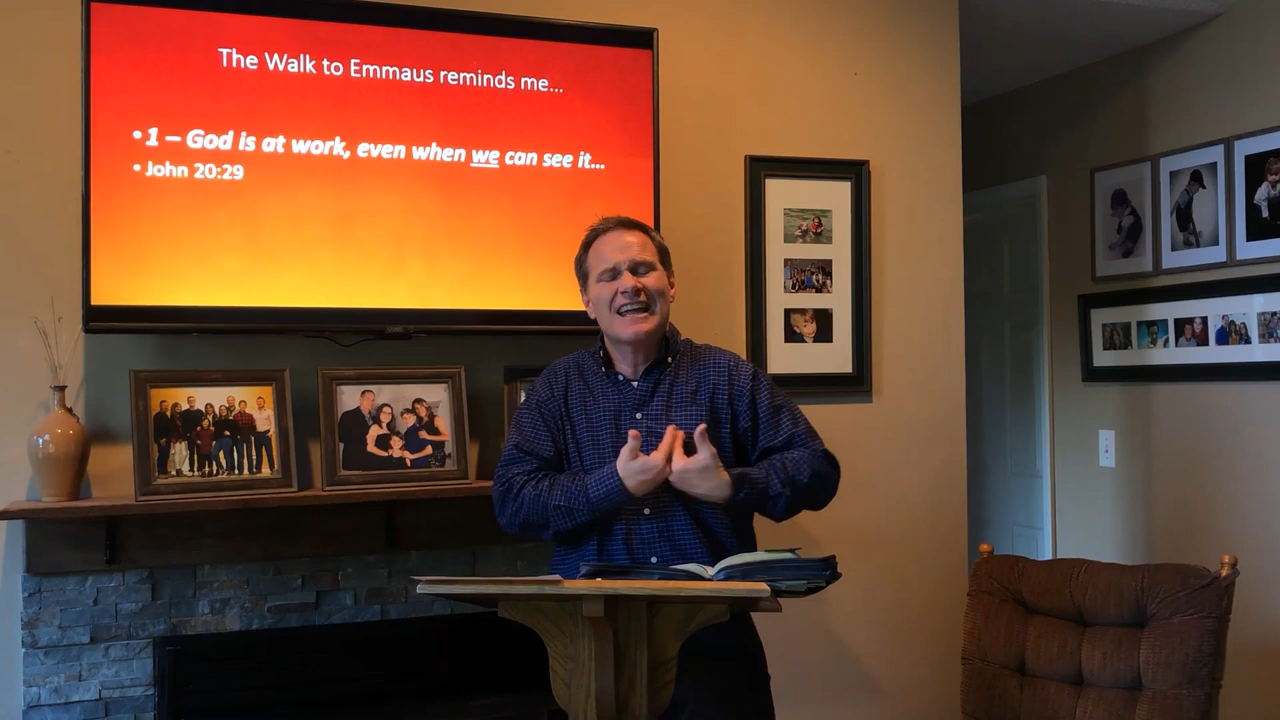 The Walk to Emmaus reminds me...
• 1 – God is at work, even when we can see it...
• John 20:29